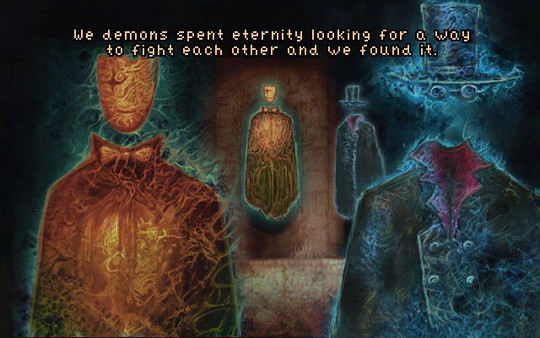 We demons spent eternity looking for a way
to fight each other and we found it.